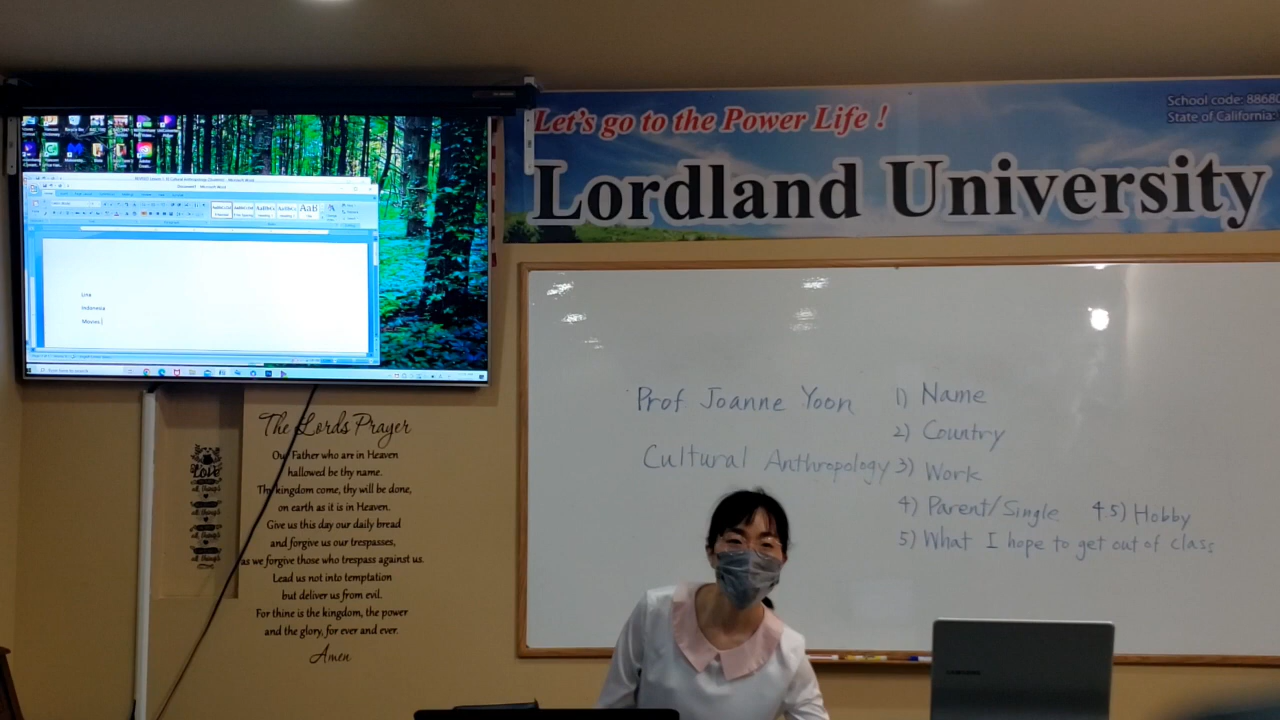 Let's go to the Power Life !
School code: 88680
State of California:
Lordland University
Indonesia
Movies
Prof Joanne Yoon
Cultural Anthropology
1) Name
2) Country
3) Work
4) Parent/Single 4.5) Hobby
5) What I hope to get out of class
The Lords Prayer
Our Father who are in Heaven
hallowed be thy name.
Thy kingdom come, thy will be done,
on earth as it is in Heaven.
Give us this day our daily bread
and forgive us our trespasses,
as we forgive those who trespass against us.
Lead us not into temptation
but deliver us from evil.
For thine is the kingdom, the power
and the glory, for ever and ever.
Amen
LOVE
SAMSUNG